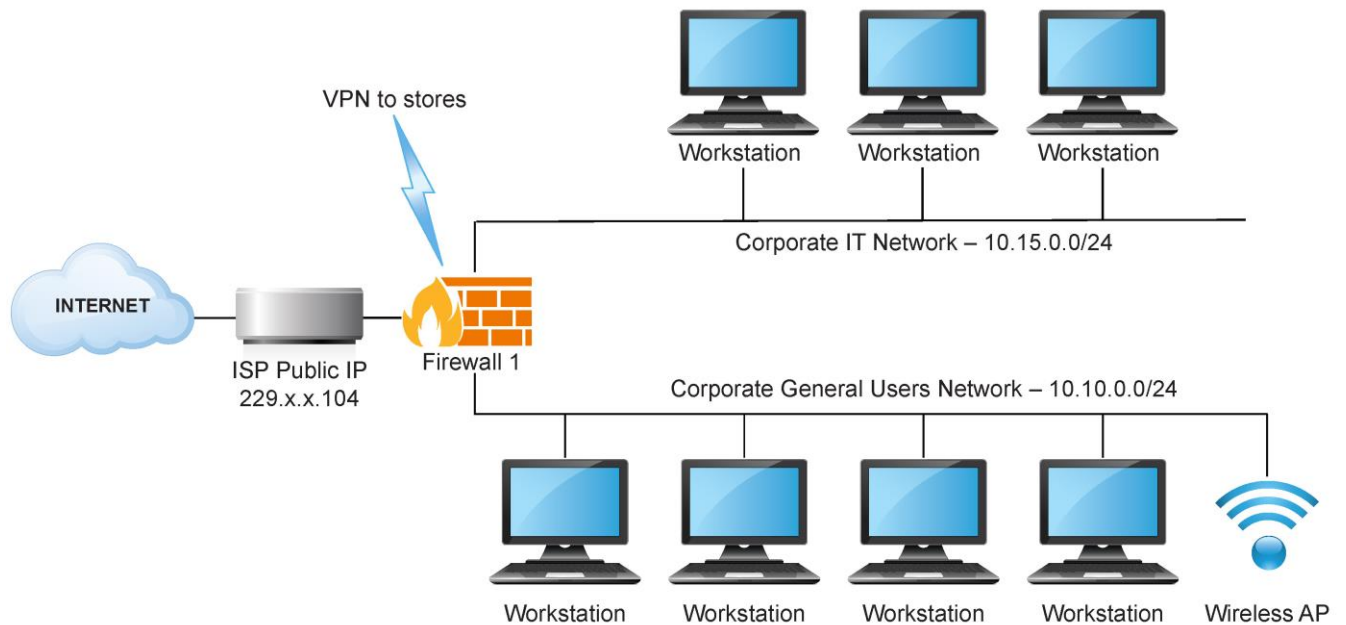 VPN to stores
Workstation
Workstation
Workstation
Corporate IT Network – 10.15.0.0/24
INTERNET
ISP Public IP
229.x.x.104
Firewall 1
Corporate General Users Network – 10.10.0.0/24
Workstation
Workstation
Workstation
Workstation
Wireless AP